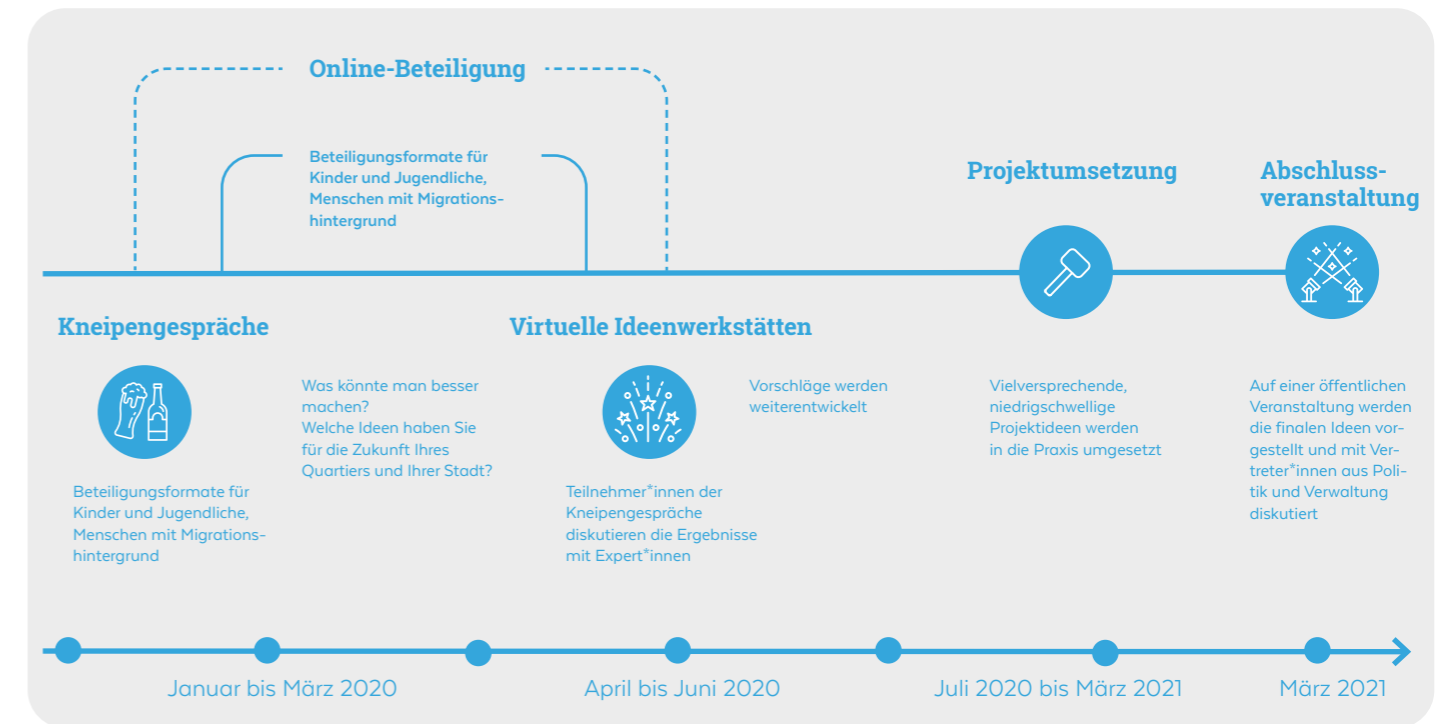 Online-Beteiligung
Beteiligungsformate für
Kinder und Jugendliche,
Menschen mit Migrations-
hintergrund
Projektumsetzung
Abschluss-
veranstaltung
Kneipengespräche
Beteiligungsformate für
Kinder und Jugendliche,
Menschen mit Migrations-
hintergrund
Was könnte man besser
machen?
Welche Ideen haben Sie
für die Zukunft Ihres
Quartiers und Ihrer Stadt?
Virtuelle Ideenwerkstätten
Teilnehmer*innen der
Kneipengespräche
diskutieren die Ergebnisse
mit Expert*innen
Vorschläge werden
weiterentwickelt
Vielversprechende,
niedrigschwellige
Projektideen werden
in die Praxis umgesetzt
Auf einer öffentlichen
Veranstaltung werden
die finalen Ideen vor-
gestellt und mit Ver-
treter*innen aus Poli-
tik und Verwaltung
diskutiert
Januar bis März 2020
April bis Juni 2020
Juli 2020 bis März 2021
März 2021